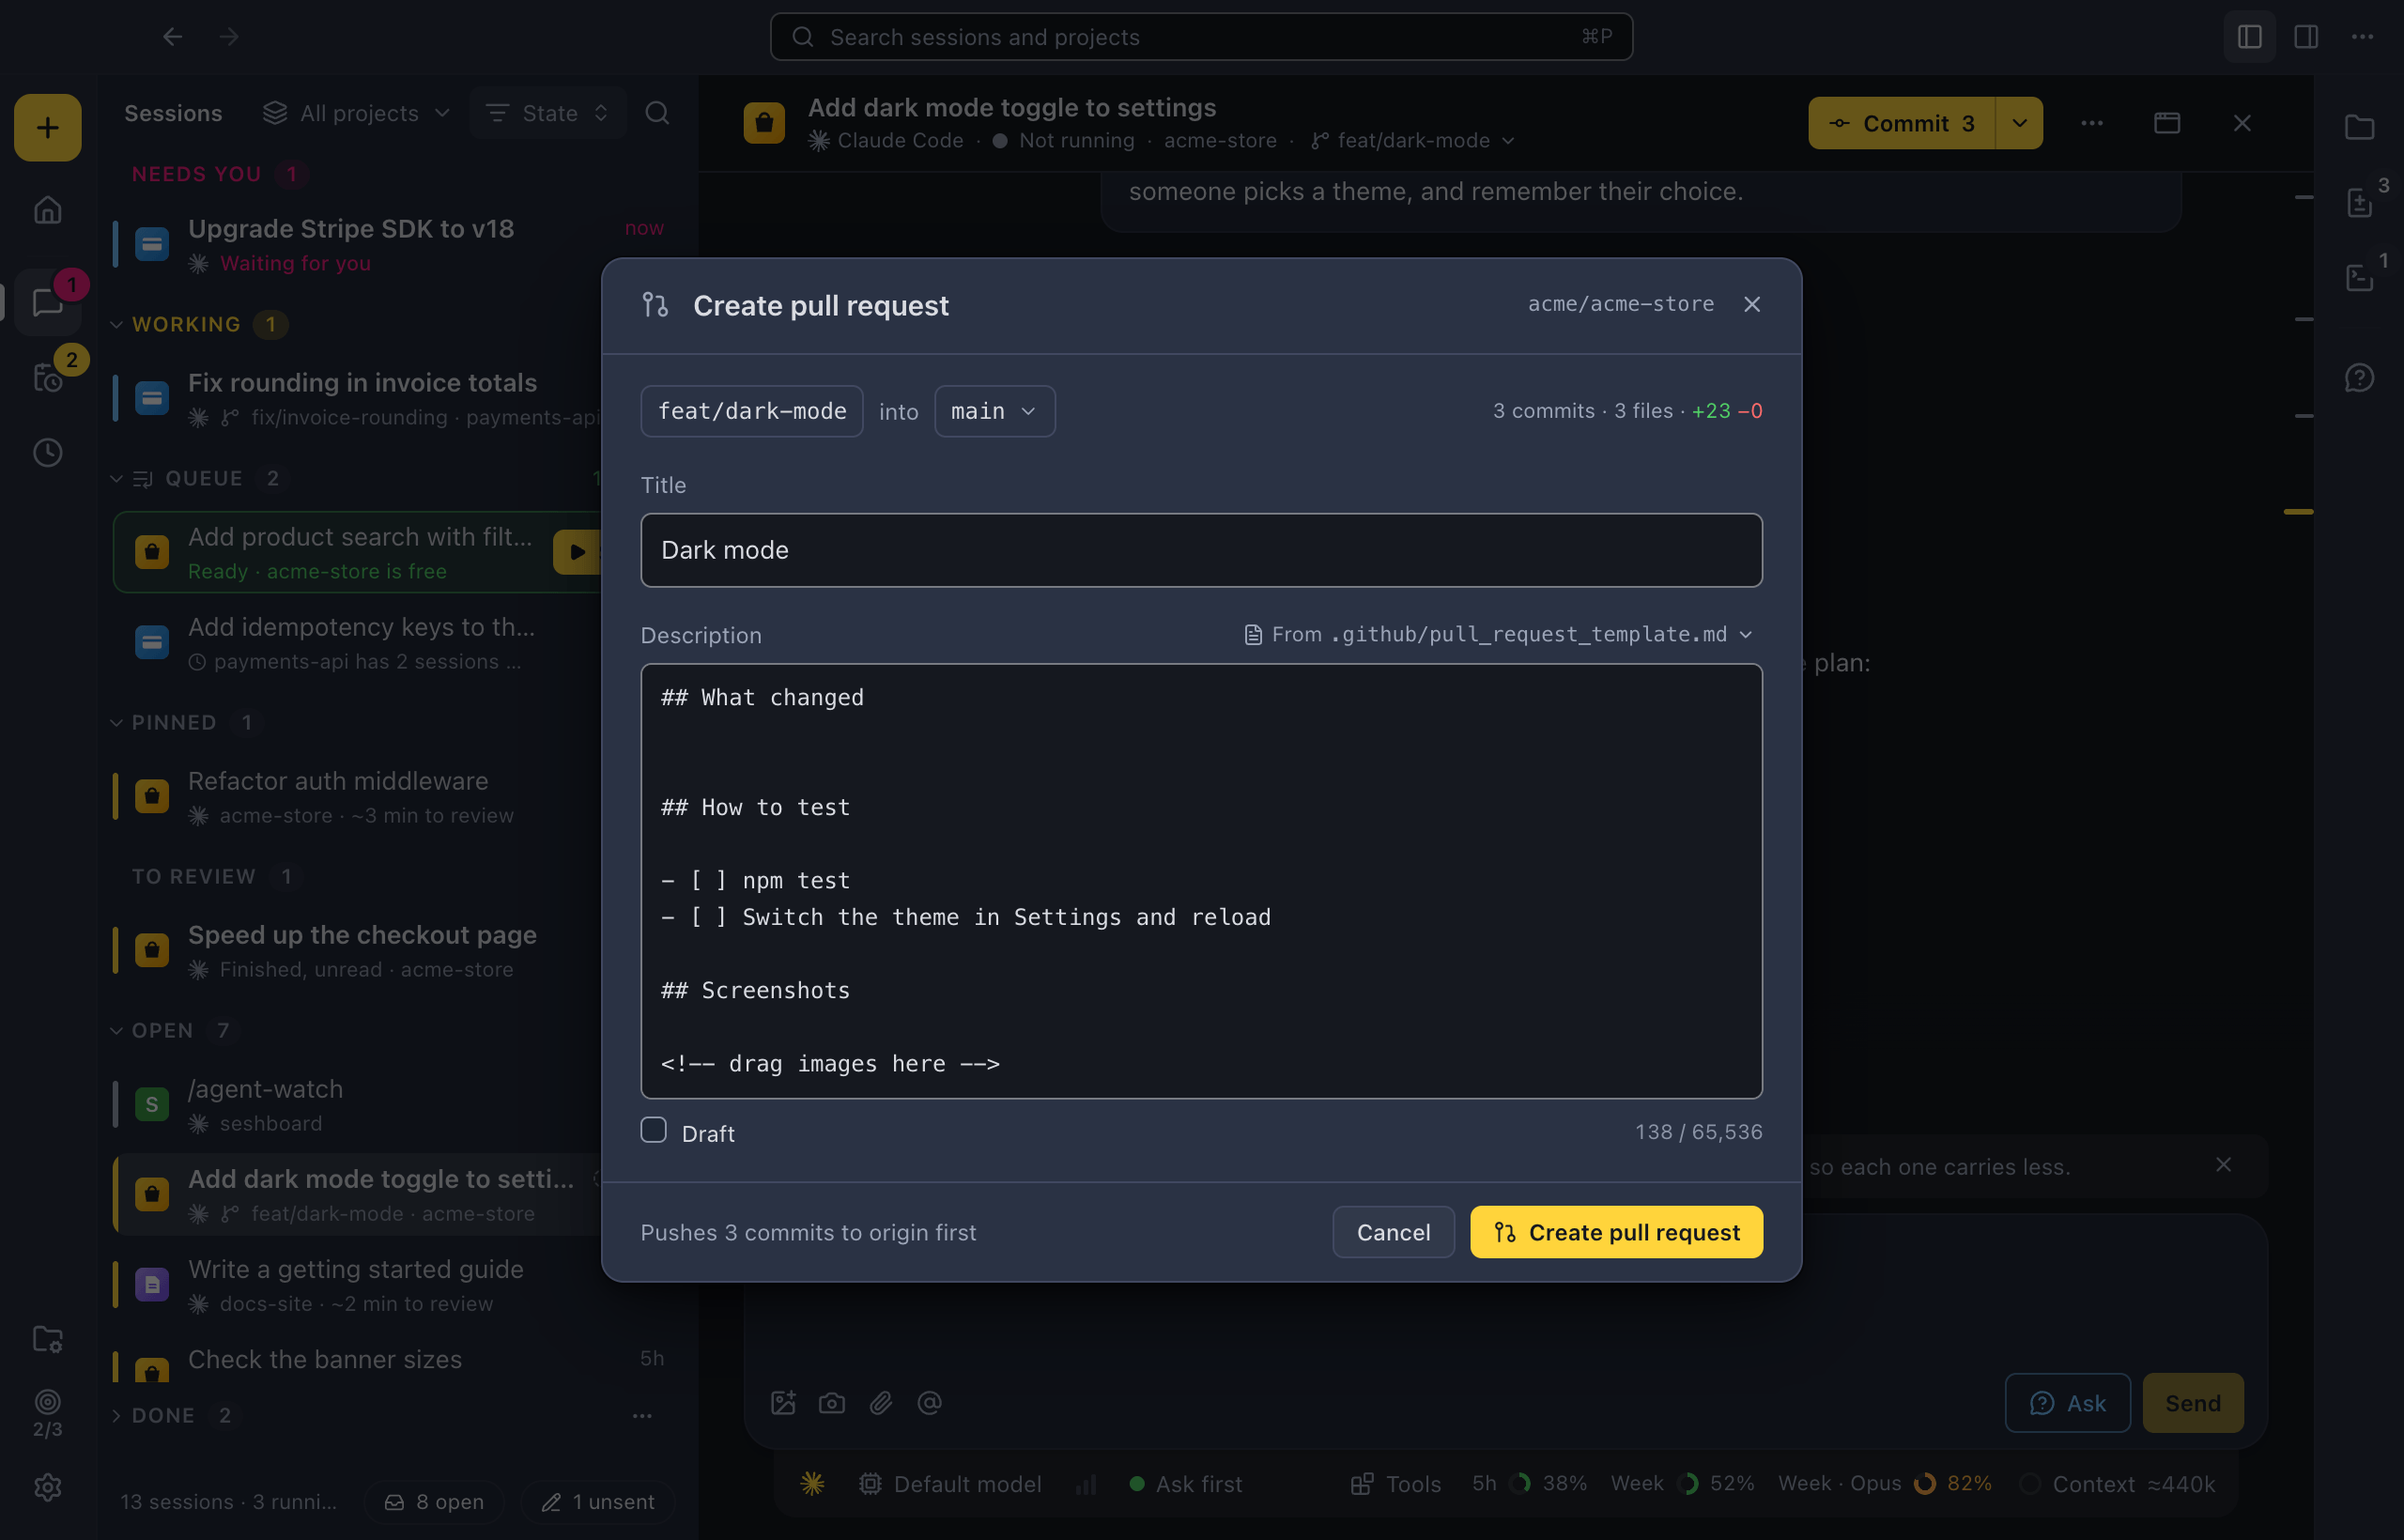 Search sessions and projects ⌘P
Sessions All projects State
Add dark mode toggle to settings
Claude Code · Not running · acme-store · feat/dark-mode
Commit 3
3
1
1
2
2/3
NEEDS YOU 1
Upgrade Stripe SDK to v18 now
Waiting for you
WORKING 1
Fix rounding in invoice totals
fix/invoice-rounding · payments-api
QUEUE 2 1
Add product search with filt...
Ready · acme-store is free
Add idempotency keys to th...
payments-api has 2 sessions ...
PINNED 1
Refactor auth middleware
acme-store · ~3 min to review
TO REVIEW 1
Speed up the checkout page
Finished, unread · acme-store
OPEN 7
S /agent-watch
seshboard
Add dark mode toggle to setti...
feat/dark-mode · acme-store
Write a getting started guide
docs-site · ~2 min to review
Check the banner sizes 5h
DONE 2
13 sessions · 3 runni... 8 open 1 unsent
someone picks a theme, and remember their choice.
plan:
so each one carries less.
Create pull request acme/acme-store
feat/dark-mode into main 3 commits · 3 files · +23 −0
Title
Dark mode
Description From .github/pull_request_template.md
## What changed
## How to test
- [ ] npm test
- [ ] Switch the theme in Settings and reload
## Screenshots
<!-- drag images here -->
Draft 138 / 65,536
Pushes 3 commits to origin first Cancel Create pull request
Ask Send
Default model Ask first Tools 5h 38% Week 52% Week · Opus 82% Context ≈440k